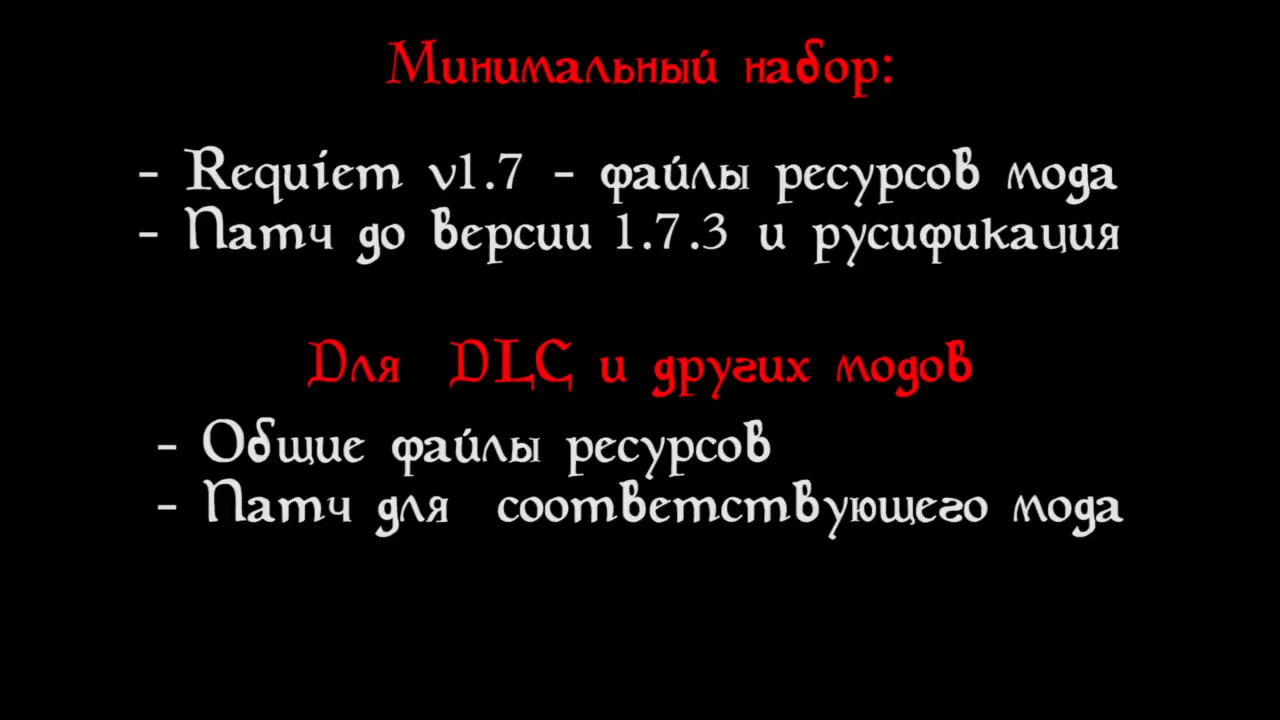 Минимальный набор:
- Requiem v1.7 - файлы ресурсов мода
- Патч до версии 1.7.3 и русификация
Для DLC и других модов
- Общие файлы ресурсов
- Патч для соответствующего мода